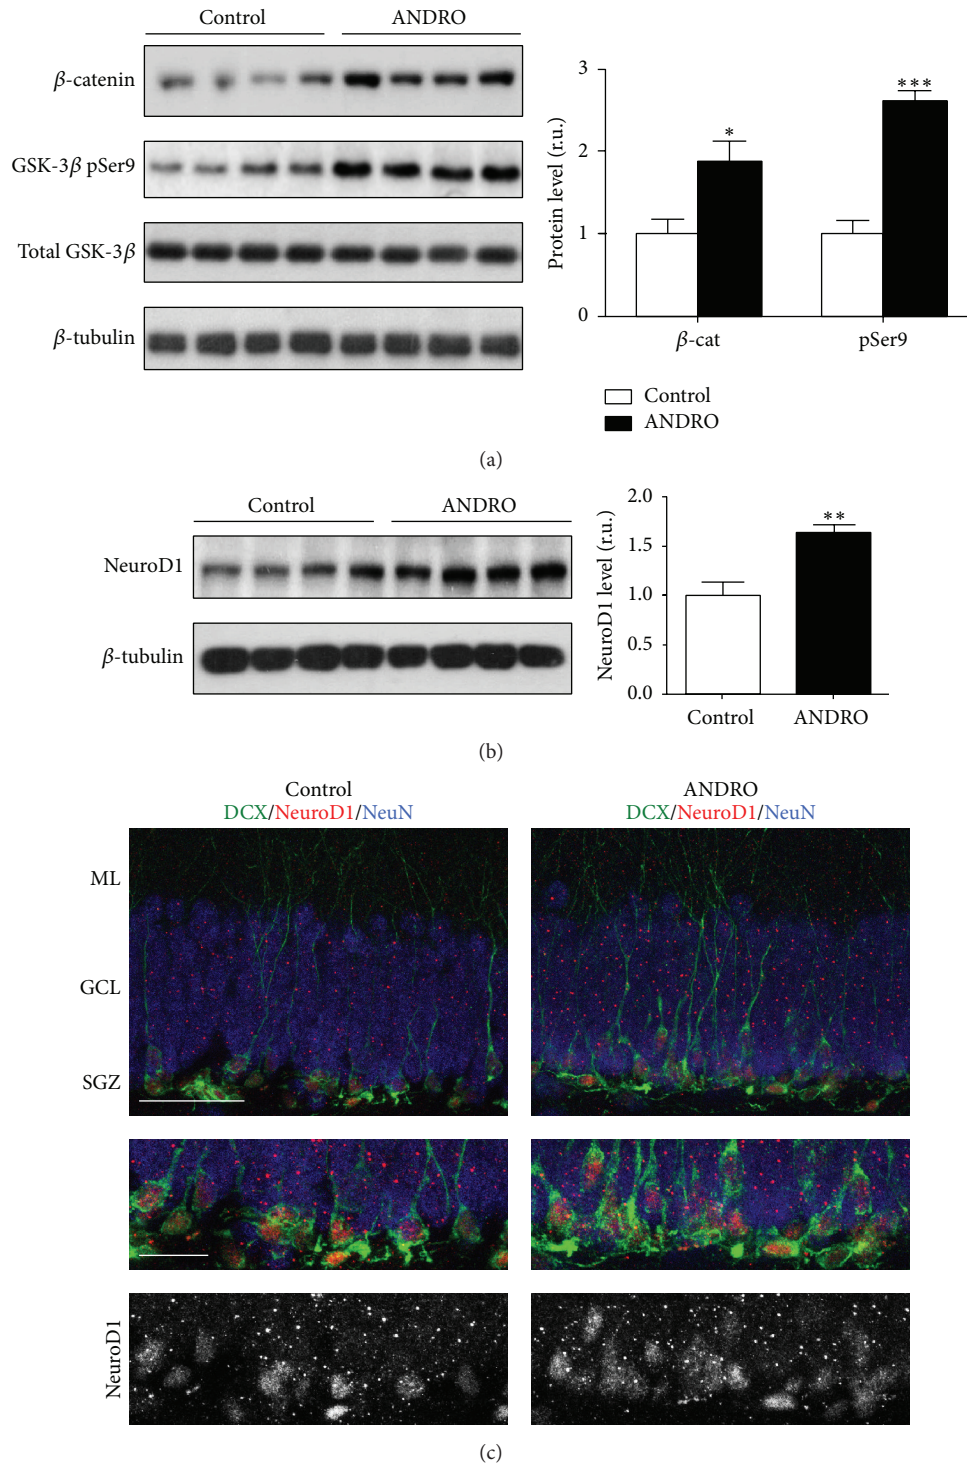 Control ANDRO
β-catenin
GSK-3β pSer9
Total GSK-3β
β-tubulin
Protein level (r.u.)
3
2
1
0
* ***
β-cat pSer9
Control
ANDRO
(a)
Control ANDRO
NeuroD1
β-tubulin
NeuroD1 level (r.u.)
2.0
1.5
1.0
0.5
0.0
**
Control ANDRO
(b)
Control ANDRO
DCX/NeuroD1/NeuN DCX/NeuroD1/NeuN
ML
GCL
SGZ
NeuroD1
(c)